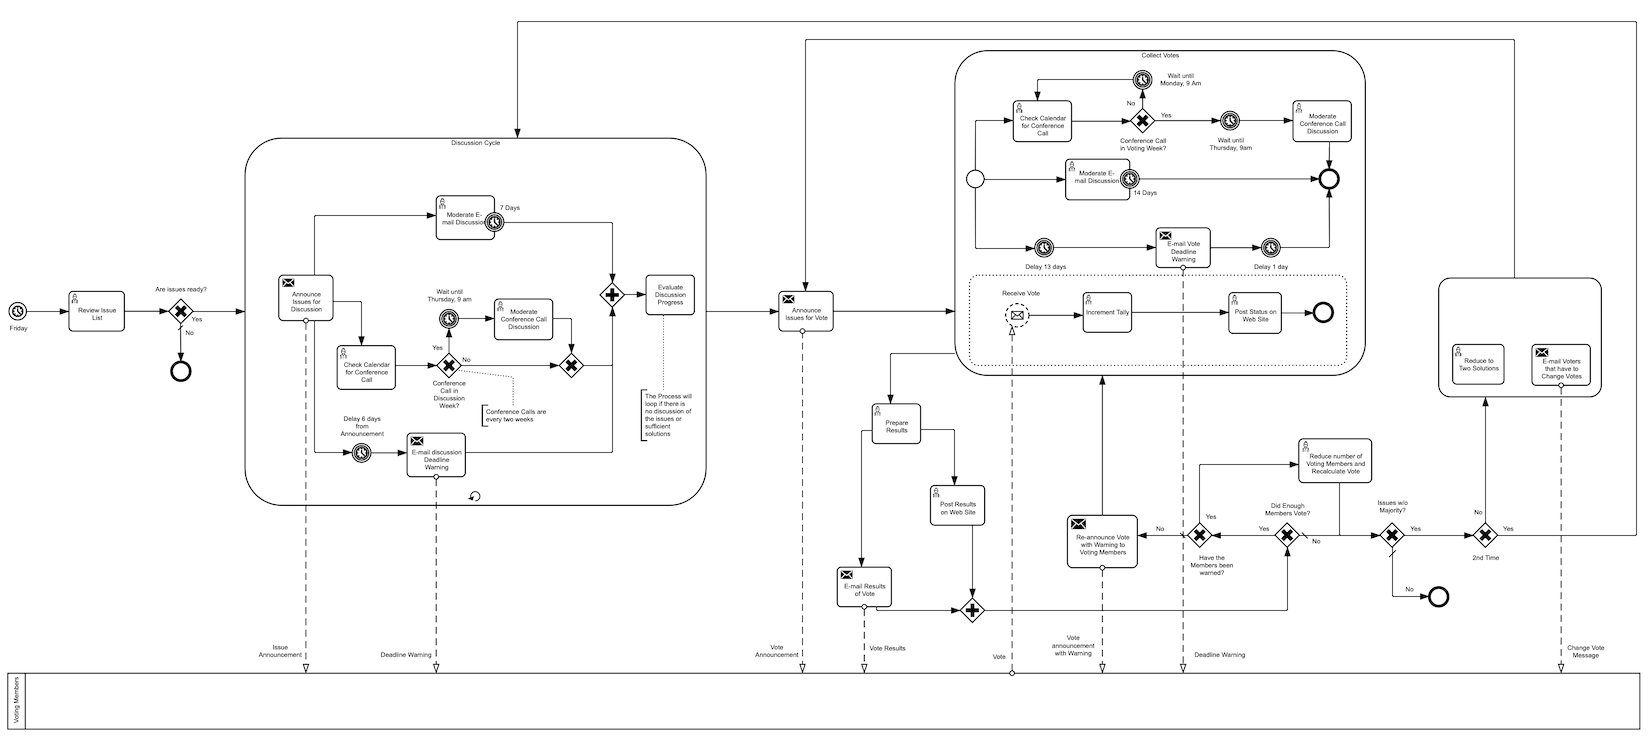 Friday
Review Issue
List
Are issues ready?
Yes
No
Discussion Cycle
Moderate E-
mail Discussion
7 Days
Announce
Issues for
Discussion
Wait until
Thursday, 9 am
Moderate
Conference Call
Discussion
Yes
No
Check Calendar
for Conference
Call
Conference
Call in
Discussion
Week?
Conference Calls are
every two weeks
Delay 6 days
from
Announcement
E-mail discussion
Deadline
Warning
Evaluate
Discussion
Progress
The Process will
loop if there is
no discussion of
the issues or
sufficient
solutions
Announce
Issues for Vote
Collect Votes
Wait until
Monday, 9 Am
No
Check Calendar
for Conference
Call
Yes
Conference Call
in Voting Week?
Wait until
Thursday, 9am
Moderate
Conference Call
Discussion
Moderate E-
mail Discussion
14 Days
Delay 13 days
E-mail Vote
Deadline
Warning
Delay 1 day
Receive Vote
Increment Tally
Post Status on
Web Site
Prepare
Results
Post Results
on Web Site
E-mail Results
of Vote
Re-announce Vote
with Warning to
Voting Members
No
Yes
Have the
Members been
warned?
Did Enough
Members Vote?
Yes
No
Reduce number of
Voting Members and
Recalculate Vote
Issues w/o
Majority?
Yes
No
No
Yes
2nd Time
Reduce to
Two Solutions
E-mail Voters
that have to
Change Votes
Issue
Announcement
Deadline Warning
Vote
Announcement
Vote Results
Vote
Vote
announcement
with Warning
Deadline Warning
Change Vote
Message
Voting Members